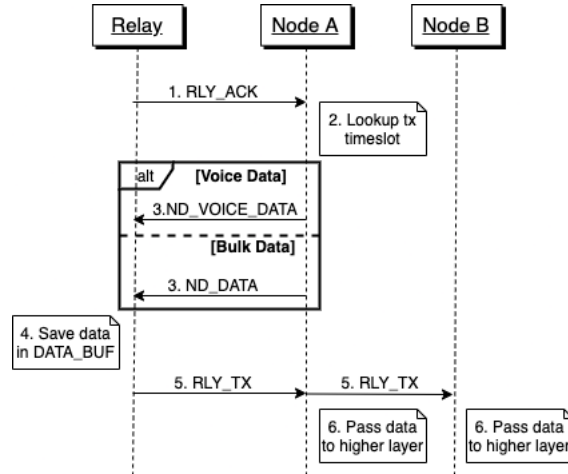 Relay
Node A
Node B
1. RLY_ACK
2. Lookup tx
timeslot
alt
[Voice Data]
3.ND_VOICE_DATA
[Bulk Data]
3. ND_DATA
4. Save data
in DATA_BUF
5. RLY_TX
5. RLY_TX
6. Pass data
to higher layer
6. Pass data
to higher layer